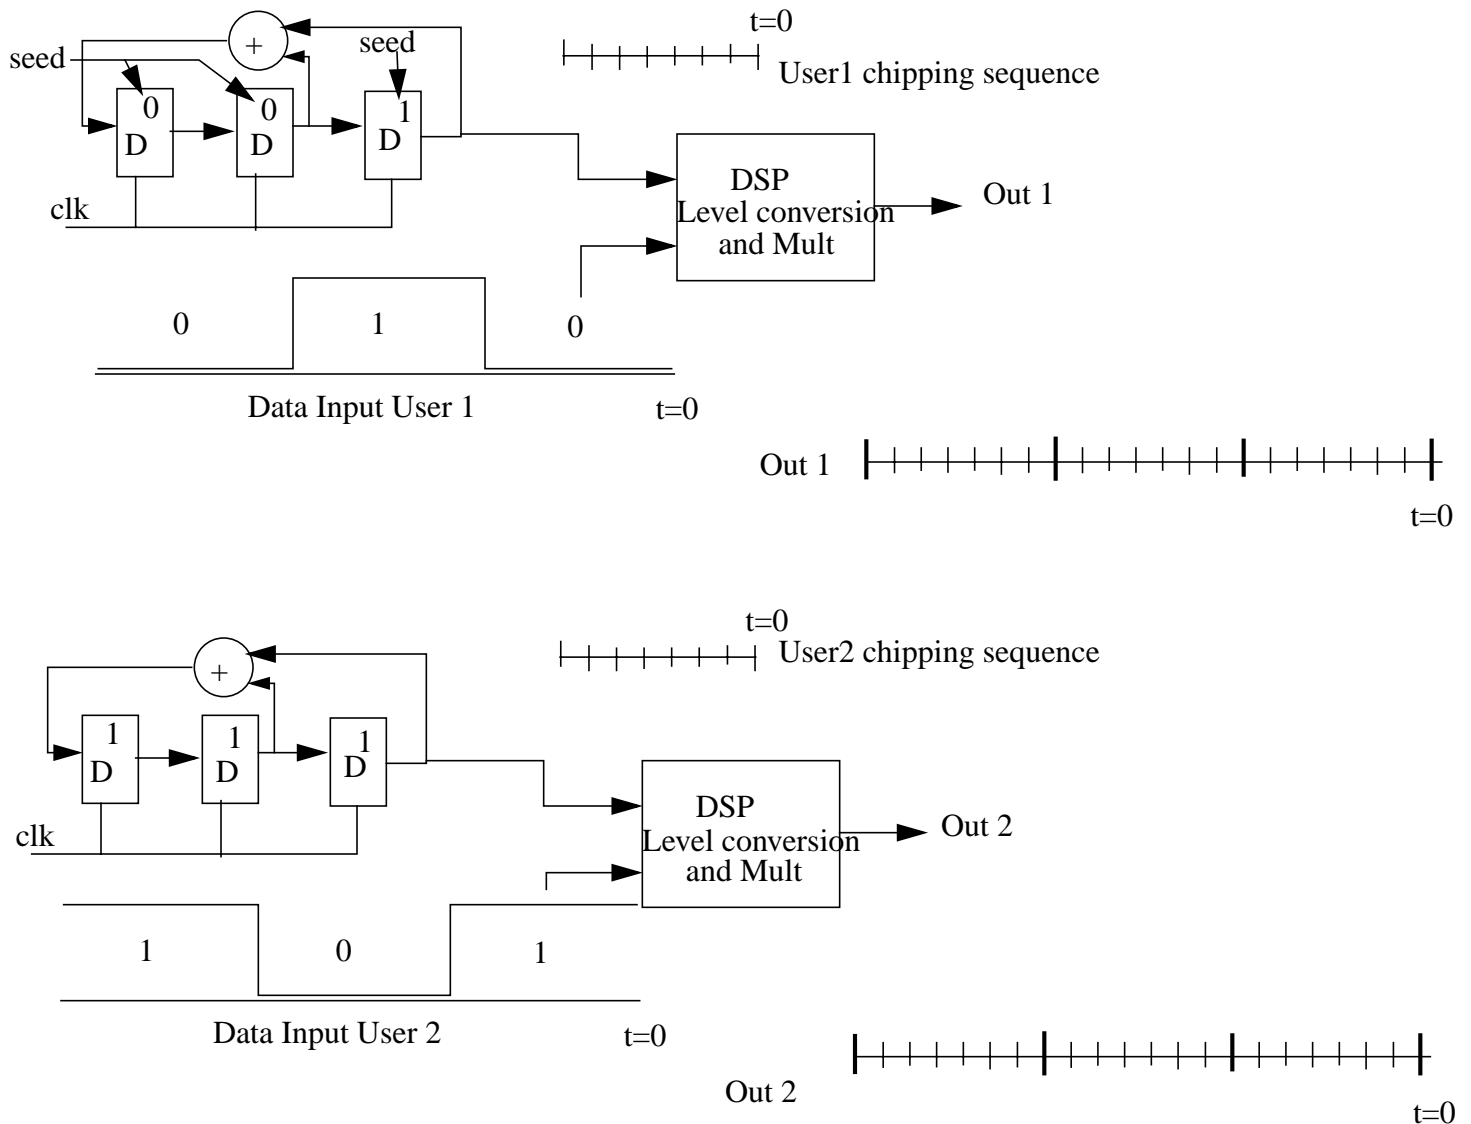 t=0
+
seed
seed
User1 chipping sequence
0
0
1
D
D
D
DSP
Level conversion
and Mult
Out 1
clk
0
1
0
Data Input User 1
t=0
Out 1
t=0
t=0
User2 chipping sequence
+
1
1
1
D
D
D
DSP
Level conversion
and Mult
Out 2
clk
1
0
1
Data Input User 2
t=0
Out 2
t=0